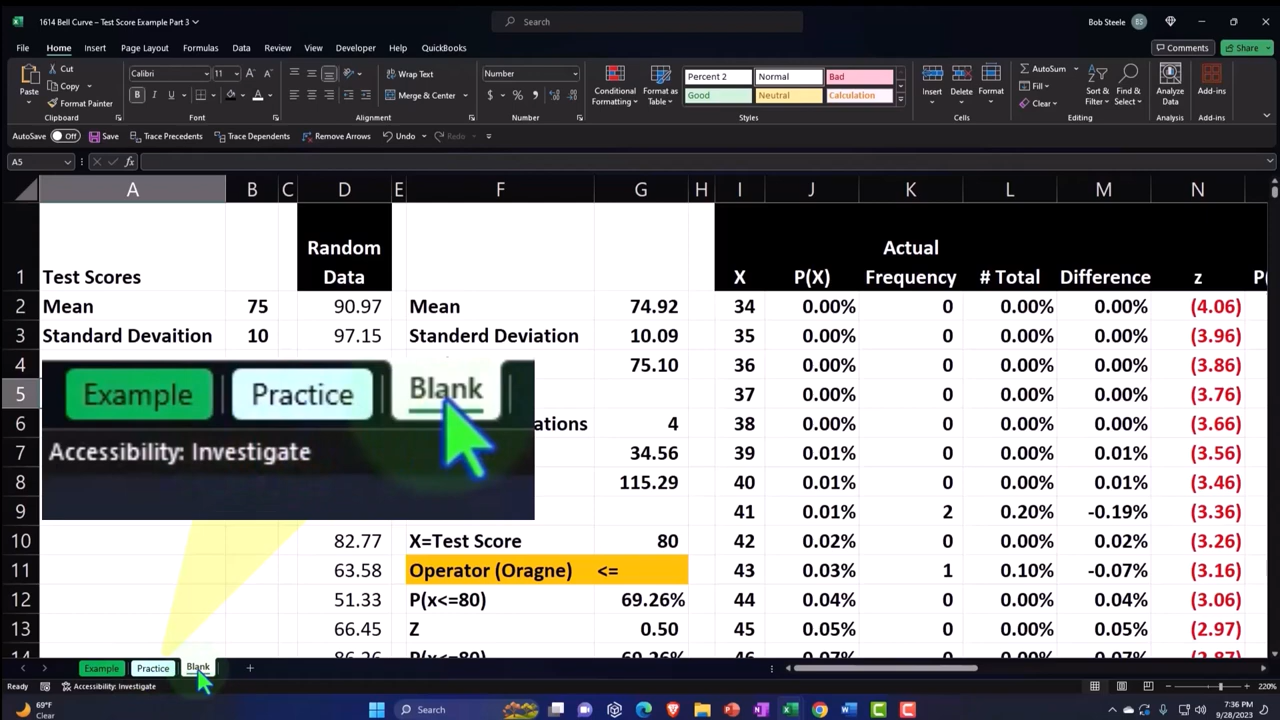 1614 Bell Curve – Test Score Example Part 3
Search
Bob Steele
BS
File Home Insert Page Layout Formulas Data Review View Developer Help QuickBooks
Comments
Share
Paste
Cut
Copy
Format Painter
Clipboard
Calibri
11
B I U
Font
Wrap Text
Merge & Center
Alignment
Number
$ % ,
Number
Conditional Formatting
Format as Table
Percent 2 Normal Bad
Good Neutral Calculation
Styles
Insert Delete Format
Cells
AutoSum
Fill
Clear
Sort & Filter
Find & Select
Editing
Analyze Data
Analysis
Add-ins
Add-ins
AutoSave Off Save Trace Precedents Trace Dependents Remove Arrows Undo Redo
A5
fx
A B C D E F G H I J K L M N
1 Test Scores Random Data X P(X) Actual Frequency # Total Difference z
2 Mean 75 90.97 Mean 74.92 34 0.00% 0 0.00% 0.00% (4.06)
3 Standard Devaition 10 97.15 Standerd Deviation 10.09 35 0.00% 0 0.00% 0.00% (3.96)
4 75.10 36 0.00% 0 0.00% 0.00% (3.86)
5 37 0.00% 0 0.00% 0.00% (3.76)
6 ations 4 38 0.00% 0 0.00% 0.00% (3.66)
7 34.56 39 0.01% 0 0.00% 0.01% (3.56)
8 115.29 40 0.01% 0 0.00% 0.01% (3.46)
9 41 0.01% 2 0.20% -0.19% (3.36)
10 82.77 X=Test Score 80 42 0.02% 0 0.00% 0.02% (3.26)
11 63.58 Operator (Oragne) <= 43 0.03% 1 0.10% -0.07% (3.16)
12 51.33 P(x<=80) 69.26% 44 0.04% 0 0.00% 0.04% (3.06)
13 66.45 Z 0.50 45 0.05% 0 0.00% 0.05% (2.97)
Example Practice Blank
Accessibility: Investigate
Example Practice Blank +
Ready Accessibility: Investigate
220%
69°F
Clear
Search
7:36 PM
9/28/2023